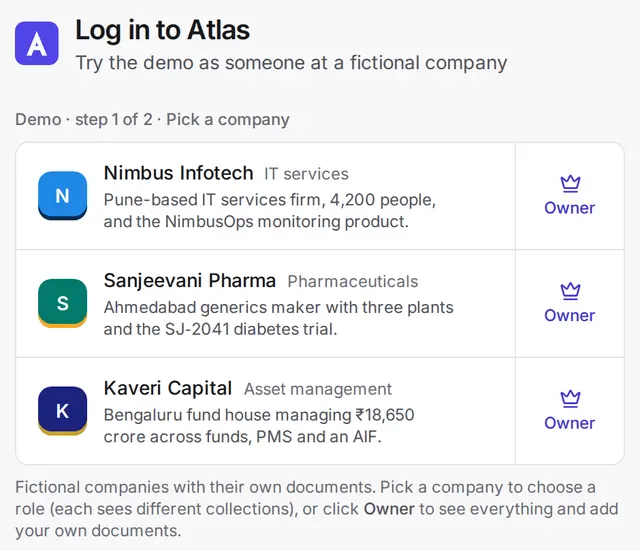 A
Log in to Atlas
Try the demo as someone at a fictional company
Demo · step 1 of 2 · Pick a company
N
Nimbus Infotech IT services
Pune-based IT services firm, 4,200 people,
and the NimbusOps monitoring product.
Owner
S
Sanjeevani Pharma Pharmaceuticals
Ahmedabad generics maker with three plants
and the SJ-2041 diabetes trial.
Owner
K
Kaveri Capital Asset management
Bengaluru fund house managing ₹18,650
crore across funds, PMS and an AIF.
Owner
Fictional companies with their own documents. Pick a company to choose a
role (each sees different collections), or click Owner to see everything and add
your own documents.